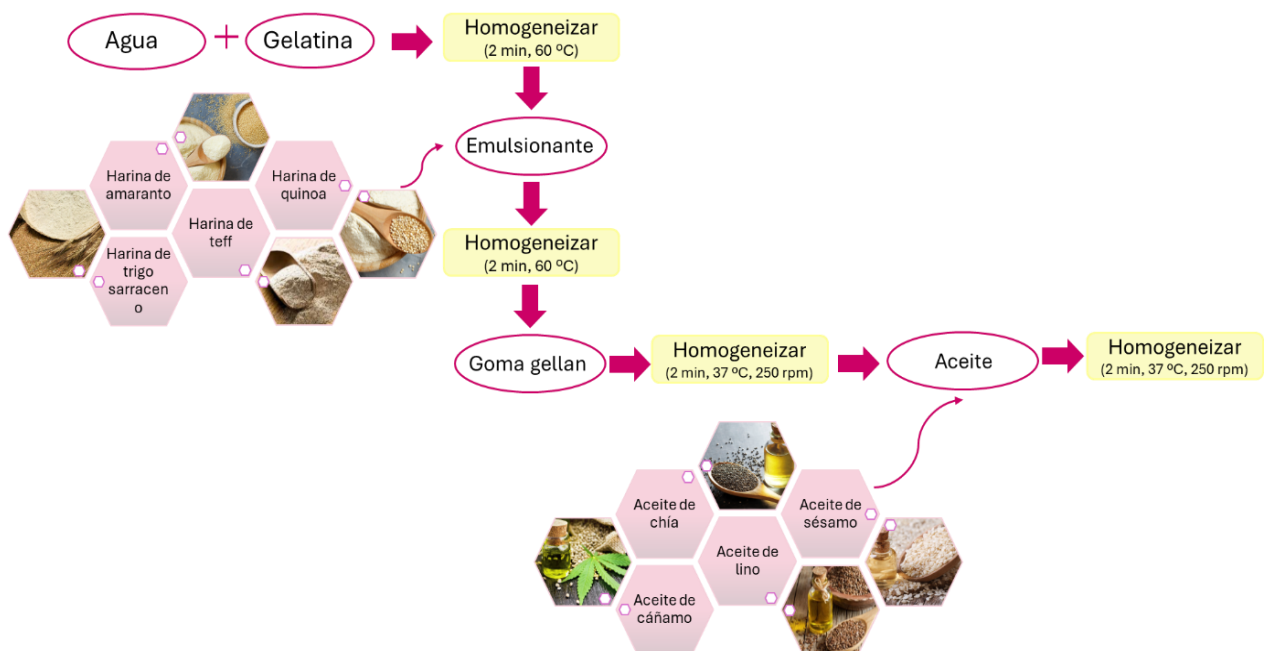 Agua
+
Gelatina
Homogeneizar
(2 min, 60 ºC)
Emulsionante
Harina de
amaranto
Harina de
quinoa
Harina de
teff
Harina de
trigo
sarracen
o
Homogeneizar
(2 min, 60 ºC)
Goma gellan
Homogeneizar
(2 min, 37 ºC, 250 rpm)
Aceite
Homogeneizar
(2 min, 37 ºC, 250 rpm)
Aceite de
chía
Aceite de
sésamo
Aceite de
lino
Aceite de
cáñamo